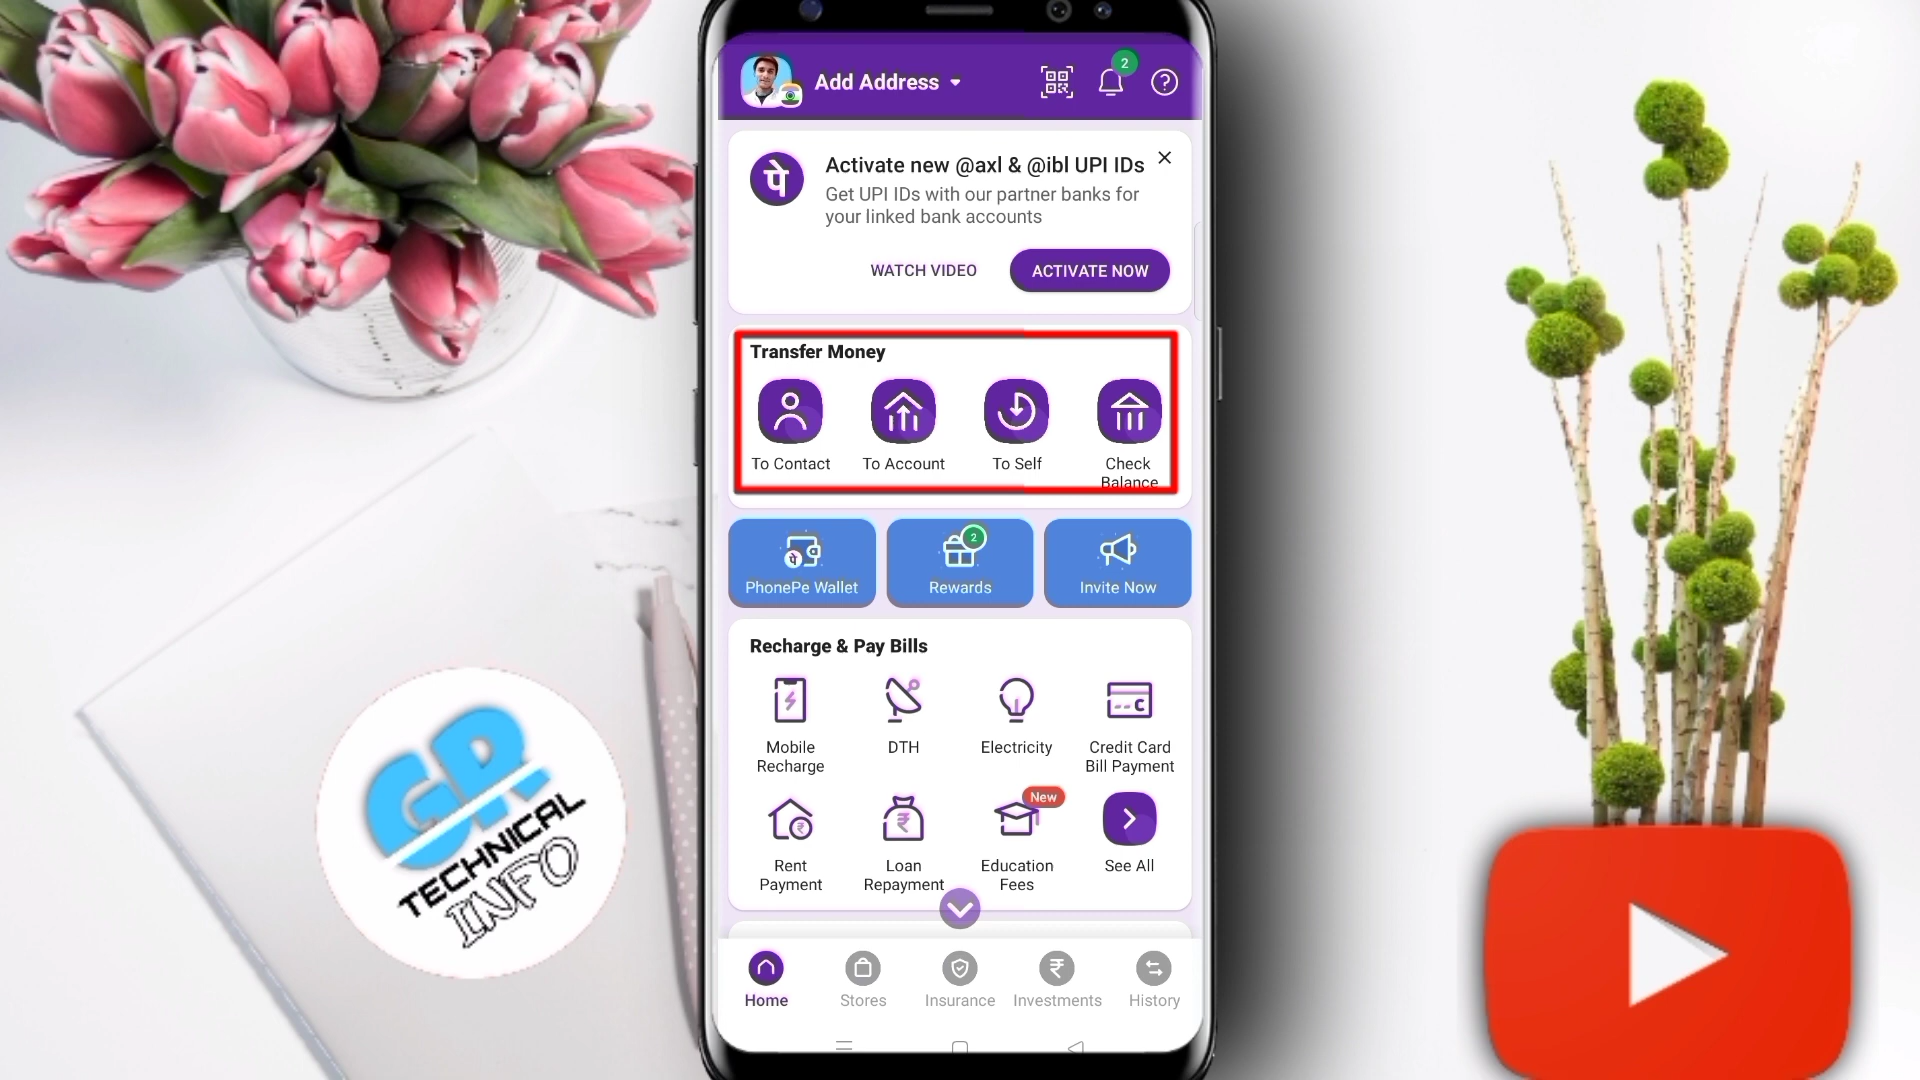 Add Address
2
पे
Activate new @axl & @ibl UPI IDs
Get UPI IDs with our partner banks for
your linked bank accounts
WATCH VIDEO
ACTIVATE NOW
Transfer Money
To Contact
To Account
To Self
Check
Balance
पे
2
PhonePe Wallet
Rewards
Invite Now
Recharge & Pay Bills
C
Mobile
Recharge
DTH
Electricity
Credit Card
Bill Payment
₹
₹
New
Rent
Payment
Loan
Repayment
Education
Fees
See All
₹
Home
Stores
Insurance
Investments
History
GR
TECHNICAL
INFO